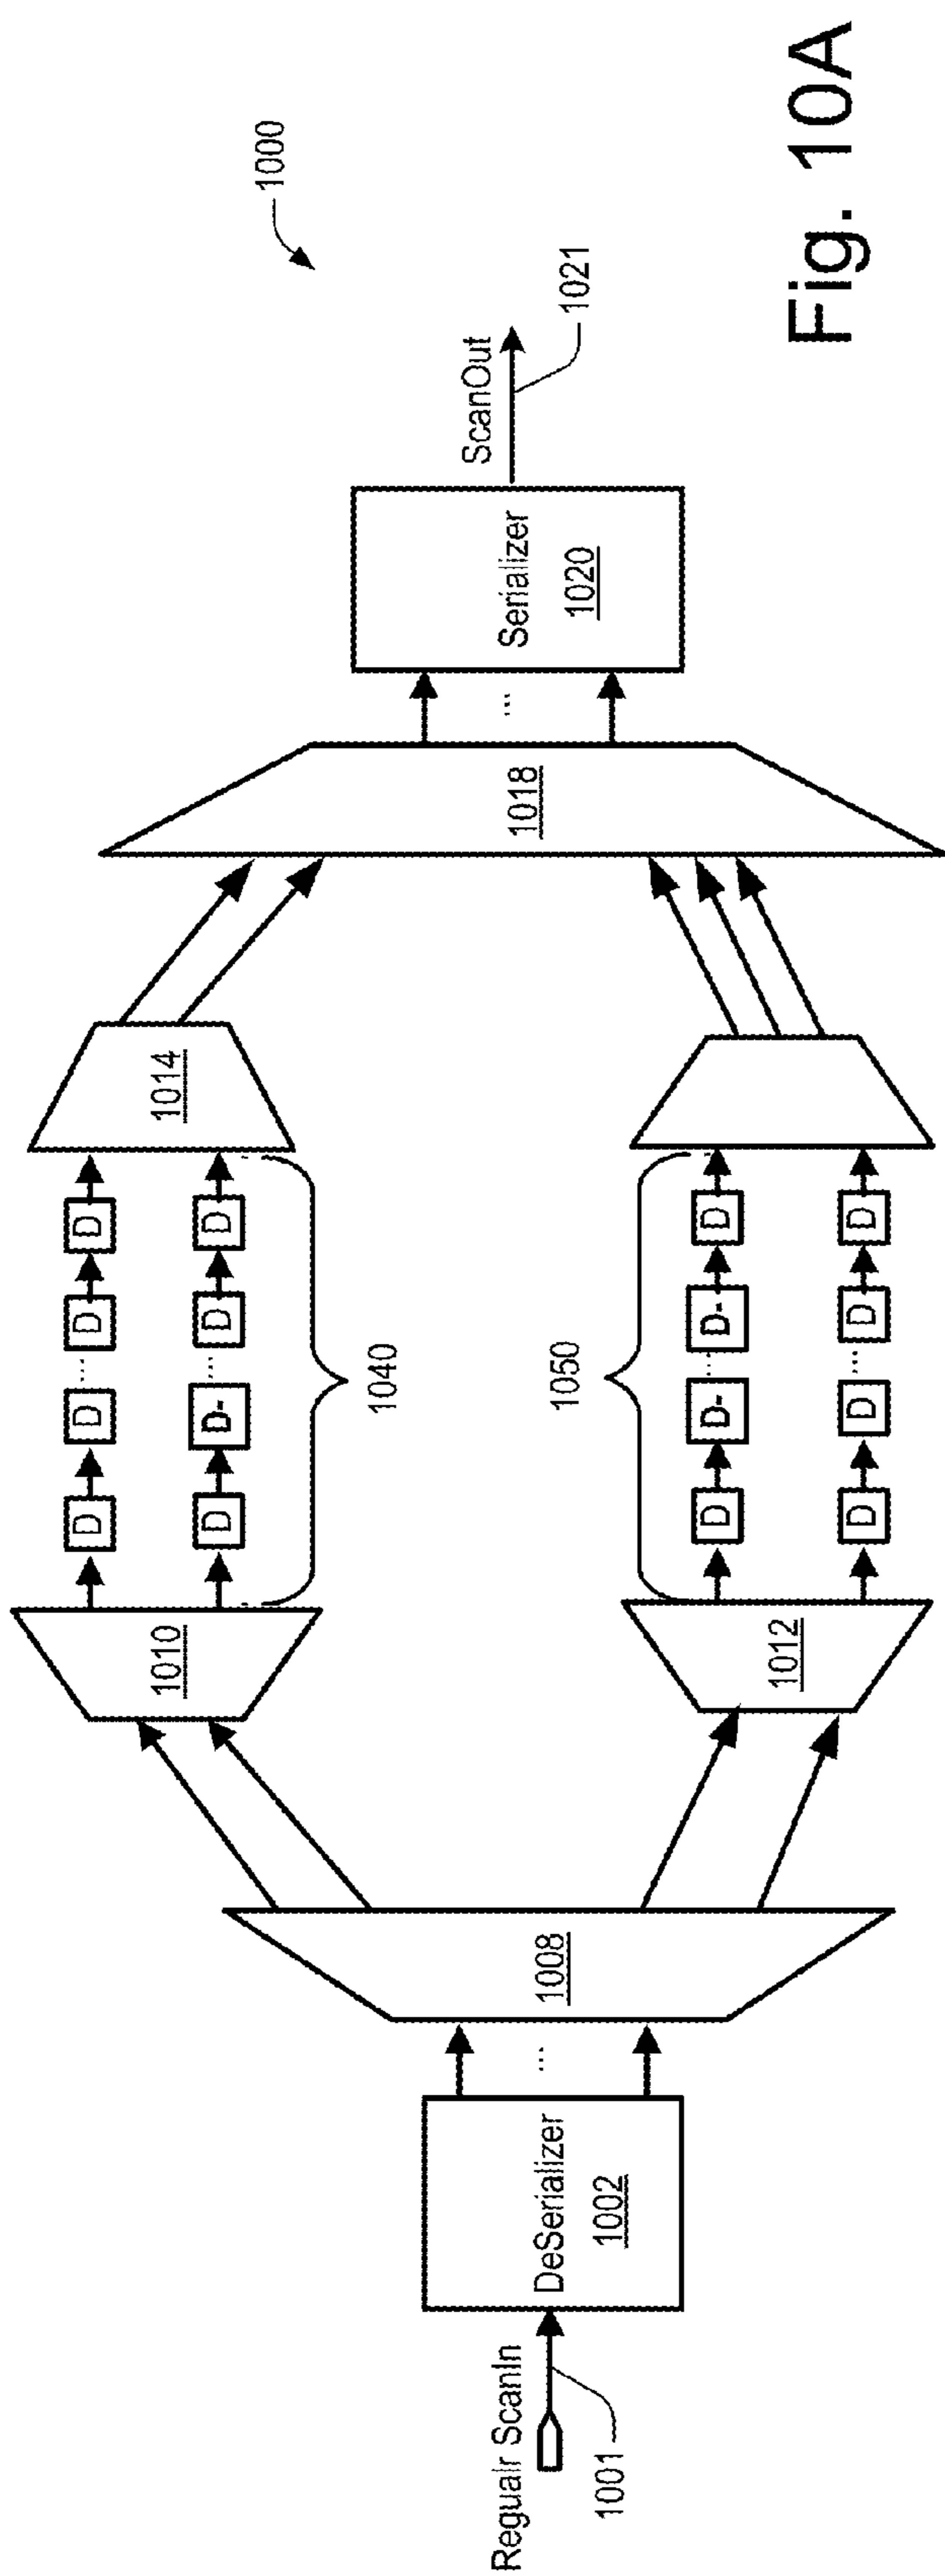 D D ... D D
1010
1014
D D- ... D D
1000
1040
ScanOut
Regualr ScanIn
DeSerializer
1002
...
1008
1018
...
Serializer
1020
1021
1001
1050
D D- ... D- D
1012
D D ... D D
Fig. 10A